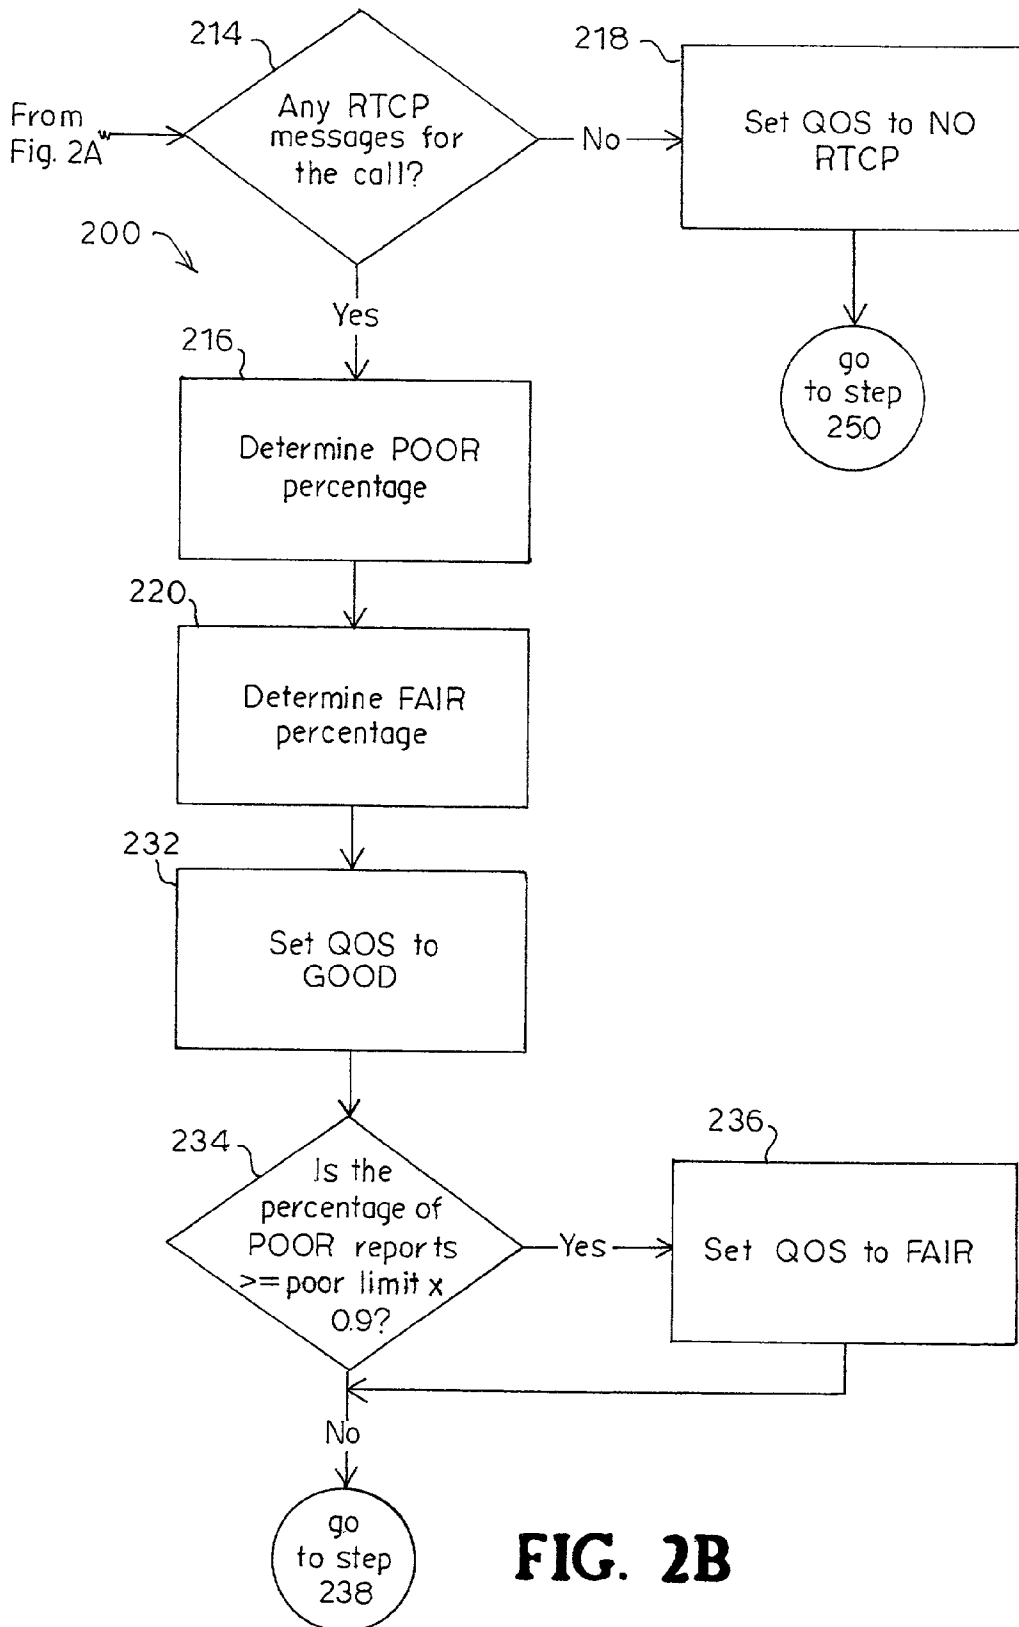 214
218
From
Fig. 2A
Any RTCP
messages for
the call?
No
Set QOS to NO
RTCP
200
Yes
go
to step
250
216
Determine POOR
percentage
220
Determine FAIR
percentage
232
Set QOS to
GOOD
234
Is the
percentage of
POOR reports
>=poor limit x
0.9?
Yes
236
Set QOS to FAIR
No
go
to step
238
FIG. 2B